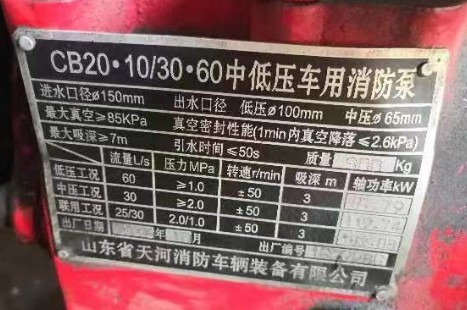 CB20·10/30·60中低压车用消防泵
进水口径ø150mm 出水口径 低压ø100mm 中压ø65mm
最大真空≥85KPa 真空密封性能(1min内真空降落≤2.6kPa)
最大吸深≥7m 引水时间≤50s 质量 Kg
流量L/s 压力MPa 转速r/min 吸深 m 轴功率kW
低压工况 60 ≥1.0 ±50 3
中压工况 30 ≥2.0 ±50 3
联用工况 25/30 2.0/1.0 ±50 3
出厂日期 年 月 出厂编号
山东省天河消防车辆装备有限公司